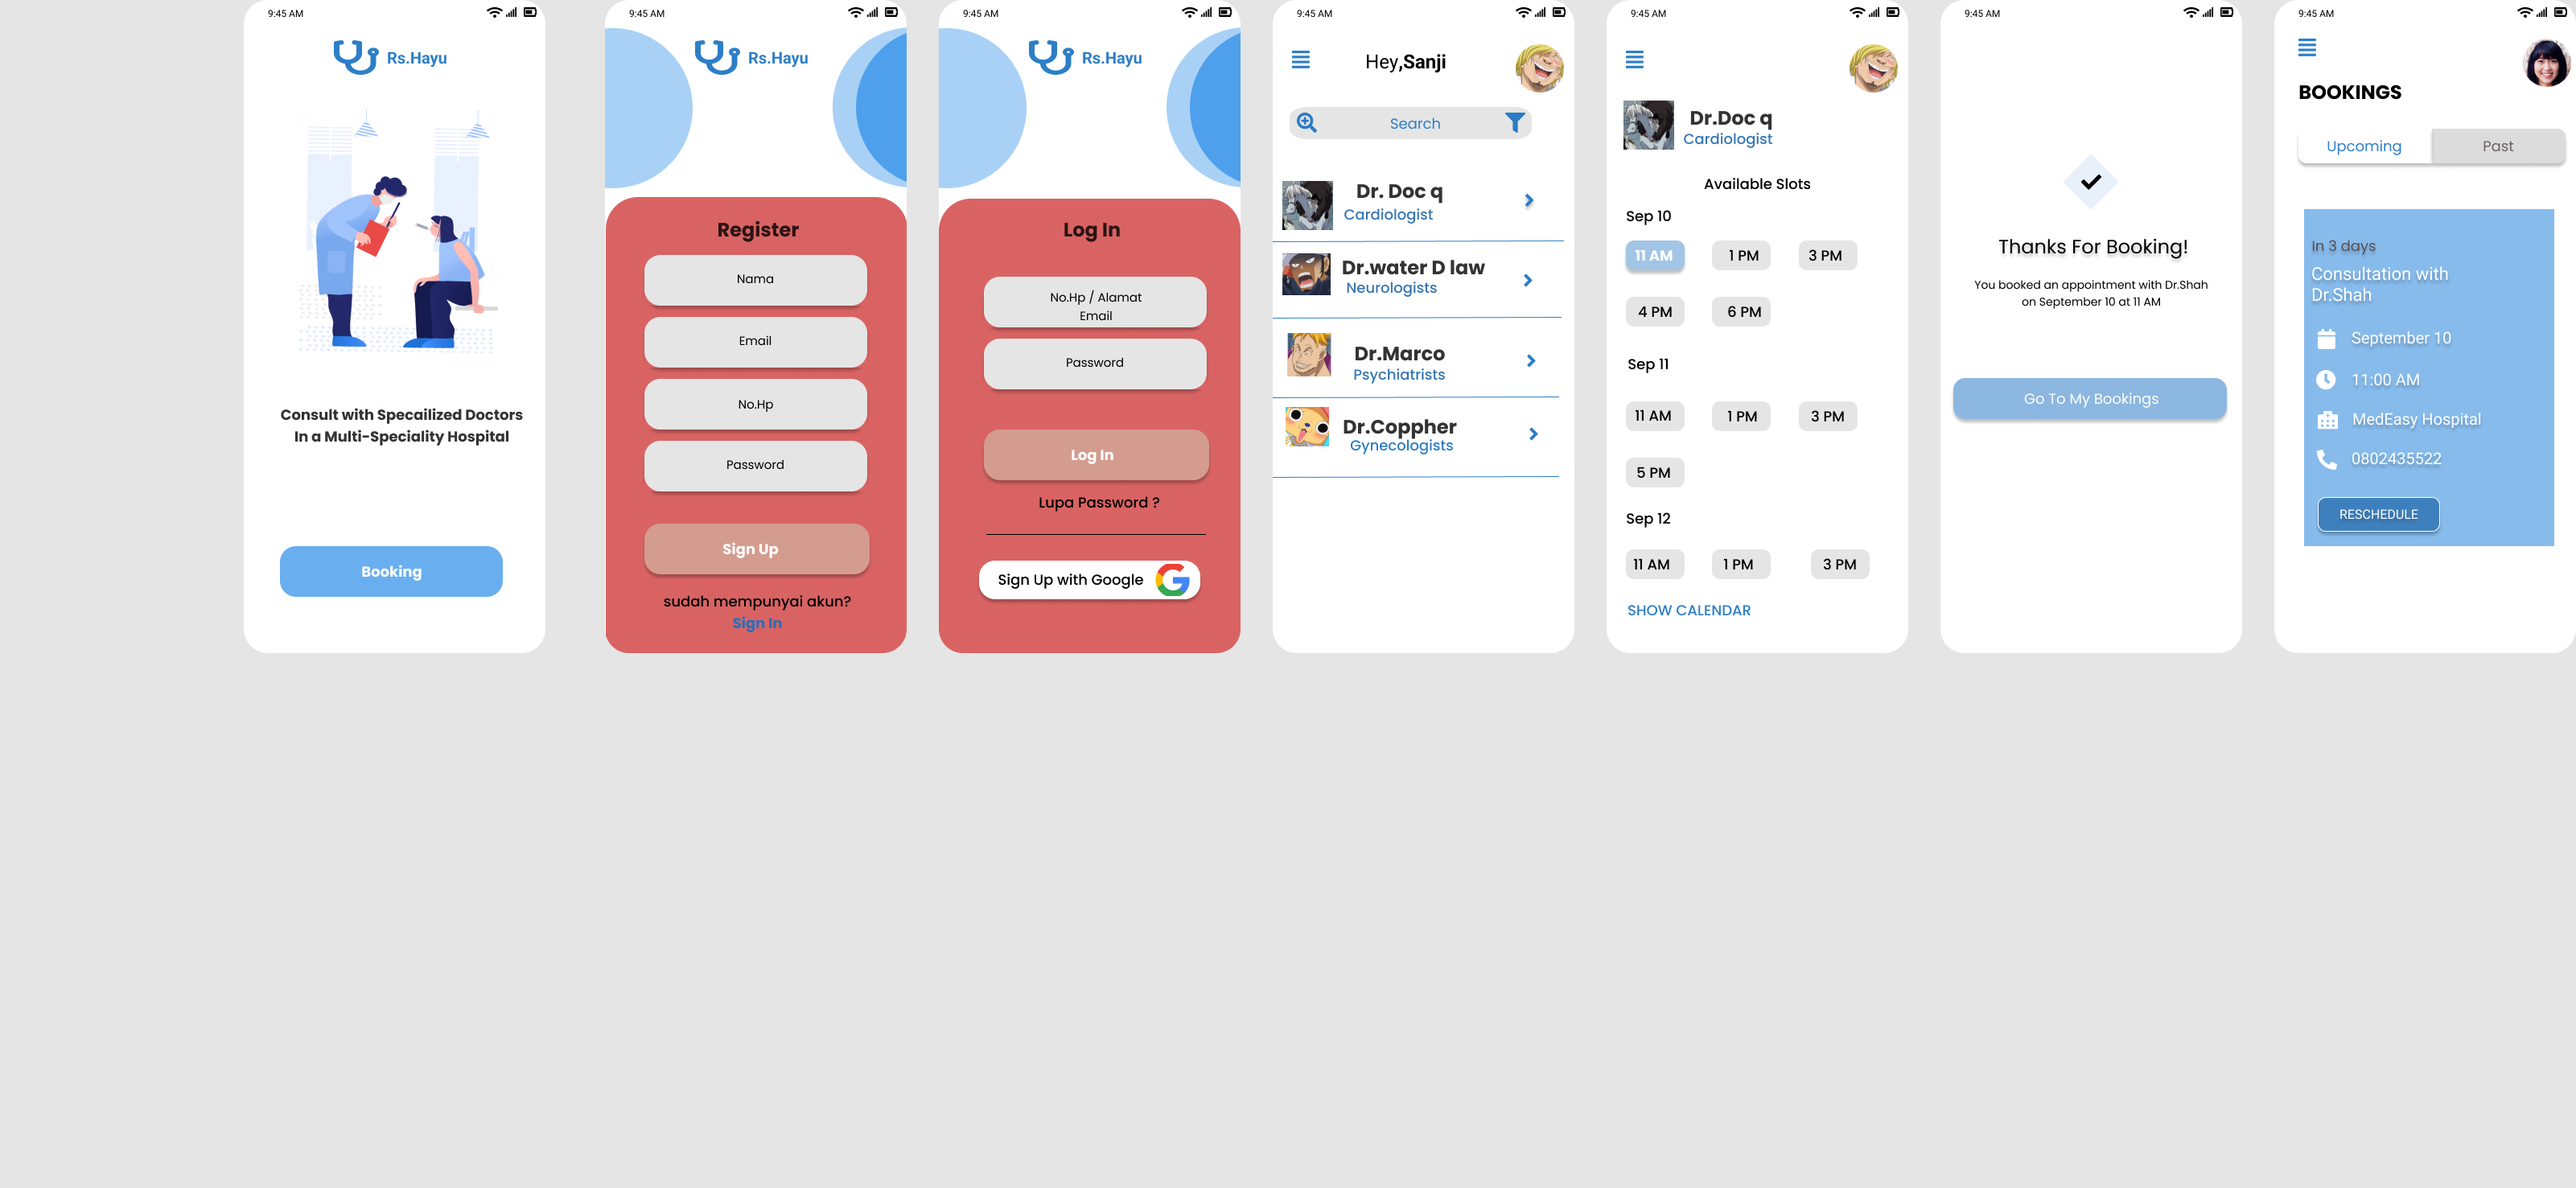 9:45 AM
Rs.Hayu
Consult with Specailized Doctors
In a Multi-Speciality Hospital
Booking
9:45 AM
Rs.Hayu
Register
Nama
Email
No.Hp
Password
Sign Up
sudah mempunyai akun?
Sign In
9:45 AM
Rs.Hayu
Log In
No.Hp / Alamat
Email
Password
Log In
Lupa Password ?
Sign Up with Google
9:45 AM
Hey,Sanji
Search
Dr. Doc q
Cardiologist
Dr.water D law
Neurologists
Dr.Marco
Psychiatrists
Dr.Coppher
Gynecologists
9:45 AM
Dr.Doc q
Cardiologist
Available Slots
Sep 10
11 AM 1 PM 3 PM
4 PM 6 PM
Sep 11
11 AM 1 PM 3 PM
5 PM
Sep 12
11 AM 1 PM 3 PM
SHOW CALENDAR
9:45 AM
Thanks For Booking!
You booked an appointment with Dr.Shah
on September 10 at 11 AM
Go To My Bookings
9:45 AM
BOOKINGS
Upcoming Past
In 3 days
Consultation with
Dr.Shah
September 10
11:00 AM
MedEasy Hospital
0802435522
RESCHEDULE